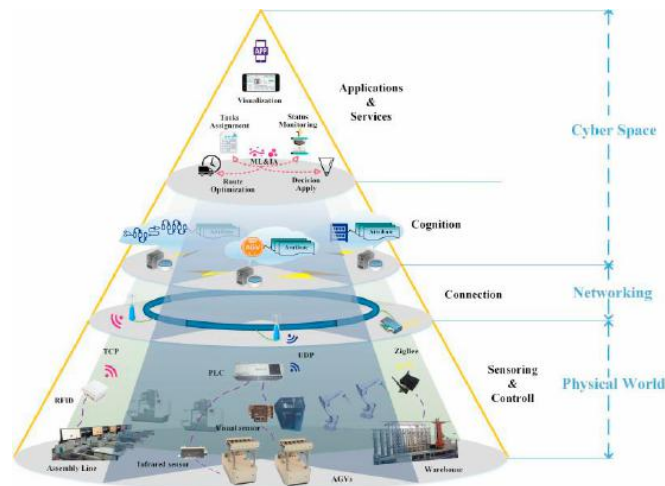 APP
Visualization
Tasks
Assignment
Status
Monitoring
ML&IA
Route
Optimization
Decision
Apply
Applications
&
Services
Cyber Space
Cognition
Connection
Networking
TCP
UDP
ZigBee
PLC
RFID
Visual sensor
Sensoring
&
Controll
Physical World
Assembly Line
Infrared sensor
AGVs
Warehouse